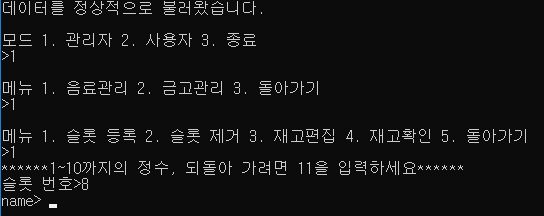 데이터를 정상적으로 불러왔습니다.
모드 1. 관리자 2. 사용자 3. 종료
>1
메뉴 1. 음료관리 2. 금고관리 3. 돌아가기
>1
메뉴 1. 슬롯 등록 2. 슬롯 제거 3. 재고편집 4. 재고확인 5. 돌아가기
>1
******1~10까지의 정수, 되돌아 가려면 11을 입력하세요******
슬롯 번호>8
name> _